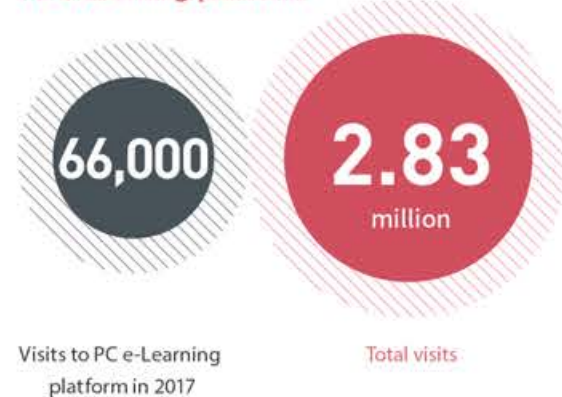 66,000
2.83
million
Visits to PC e-Learning
platform in 2017
Total visits